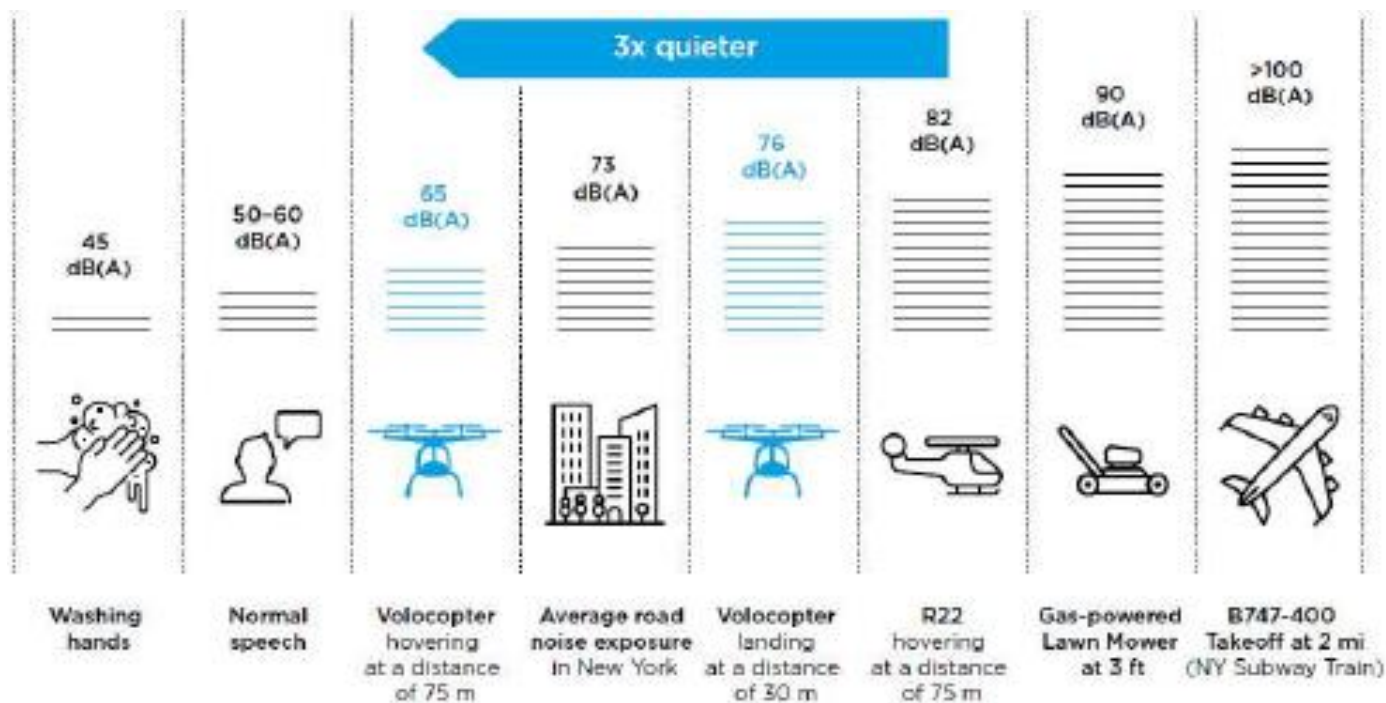 3x quieter
45
dB(A)
50-60
dB(A)
65
dB(A)
73
dB(A)
76
dB(A)
82
dB(A)
90
dB(A)
>100
dB(A)
Washing
hands
Normal
speech
Volocopter
hovering
at a distance
of 75 m
Average road
noise exposure
in New York
Volocopter
landing
at a distance
of 30 m
R22
hovering
at a distance
of 75 m
Gas-powered
Lawn Mower
at 3 ft
B747-400
Takeoff at 2 mi
(NY Subway Train)